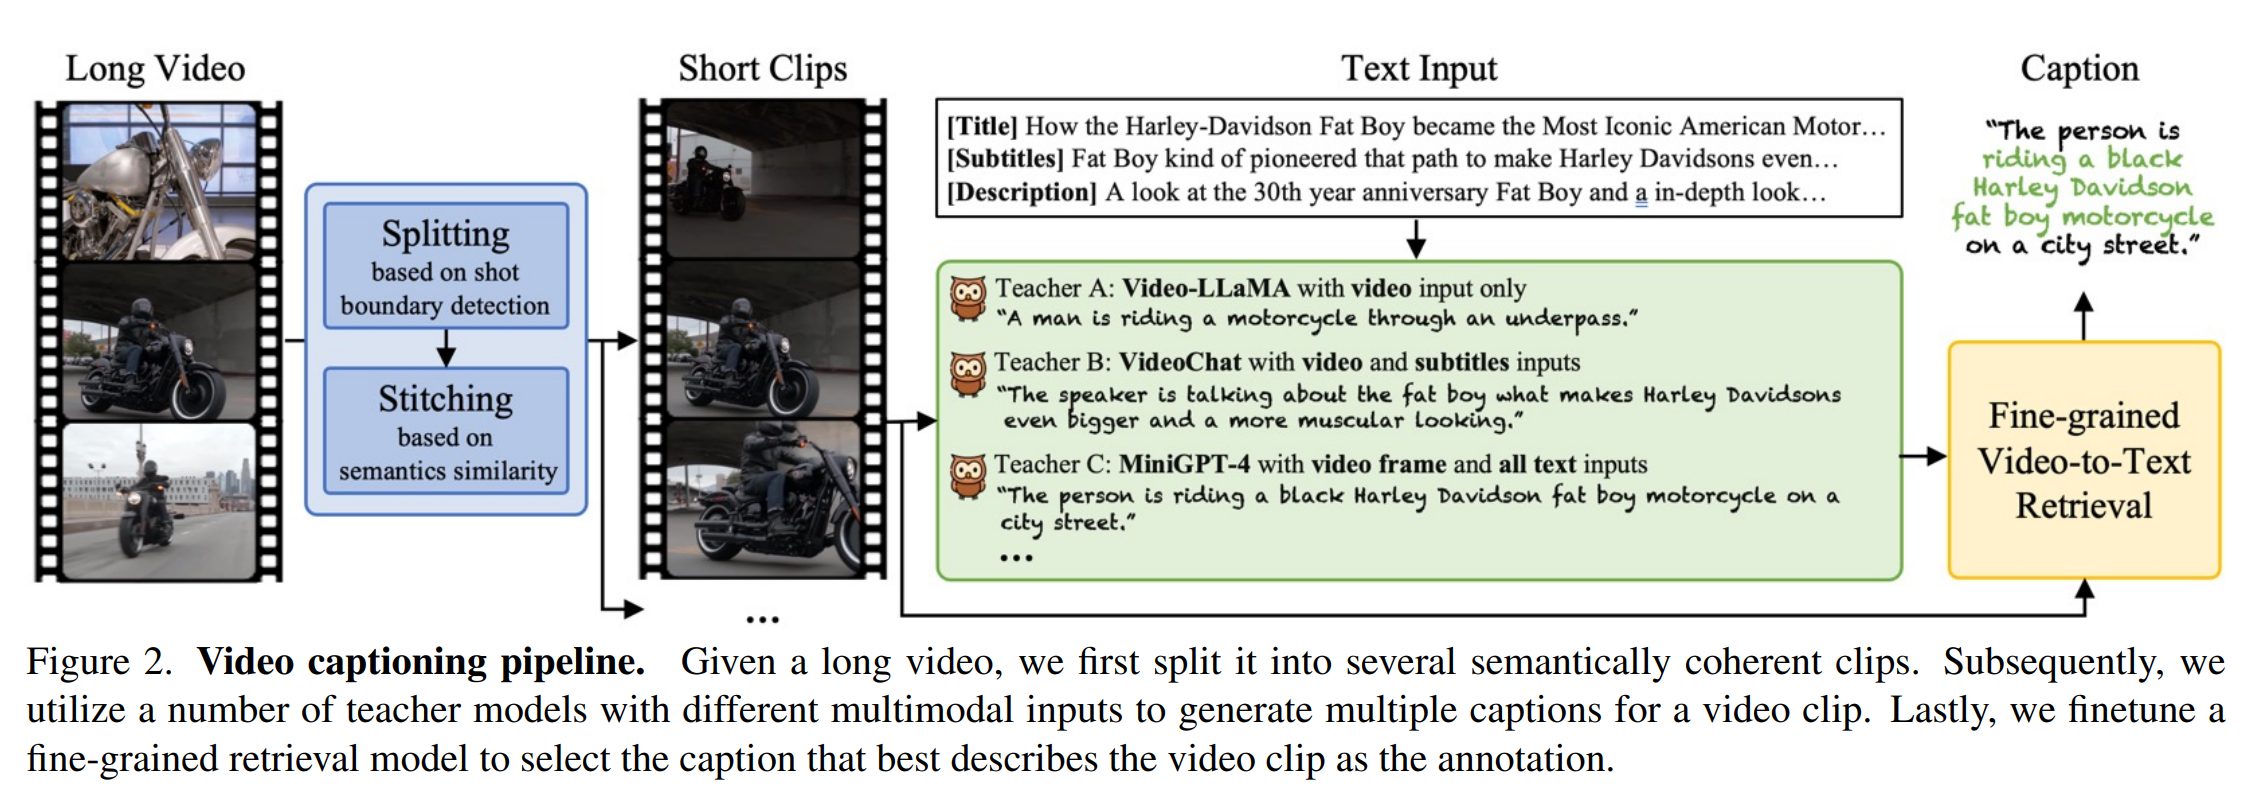 Long Video
Short Clips
Text Input
Caption
Splitting
based on shot
boundary detection
Stitching
based on
semantics similarity
...
[Title] How the Harley-Davidson Fat Boy became the Most Iconic American Motor…
[Subtitles] Fat Boy kind of pioneered that path to make Harley Davidsons even…
[Description] A look at the 30th year anniversary Fat Boy and a in-depth look…
Teacher A: Video-LLaMA with video input only
“A man is riding a motorcycle through an underpass.”
Teacher B: VideoChat with video and subtitles inputs
“The speaker is talking about the fat boy what makes Harley Davidsons
even bigger and a more muscular looking.”
Teacher C: MiniGPT-4 with video frame and all text inputs
“The person is riding a black Harley Davidson fat boy motorcycle on a
city street.”
...
Fine-grained
Video-to-Text
Retrieval
“The person is
riding a black
Harley Davidson
fat boy motorcycle
on a city street.”
Figure 2. Video captioning pipeline. Given a long video, we first split it into several semantically coherent clips. Subsequently, we
utilize a number of teacher models with different multimodal inputs to generate multiple captions for a video clip. Lastly, we finetune a
fine-grained retrieval model to select the caption that best describes the video clip as the annotation.